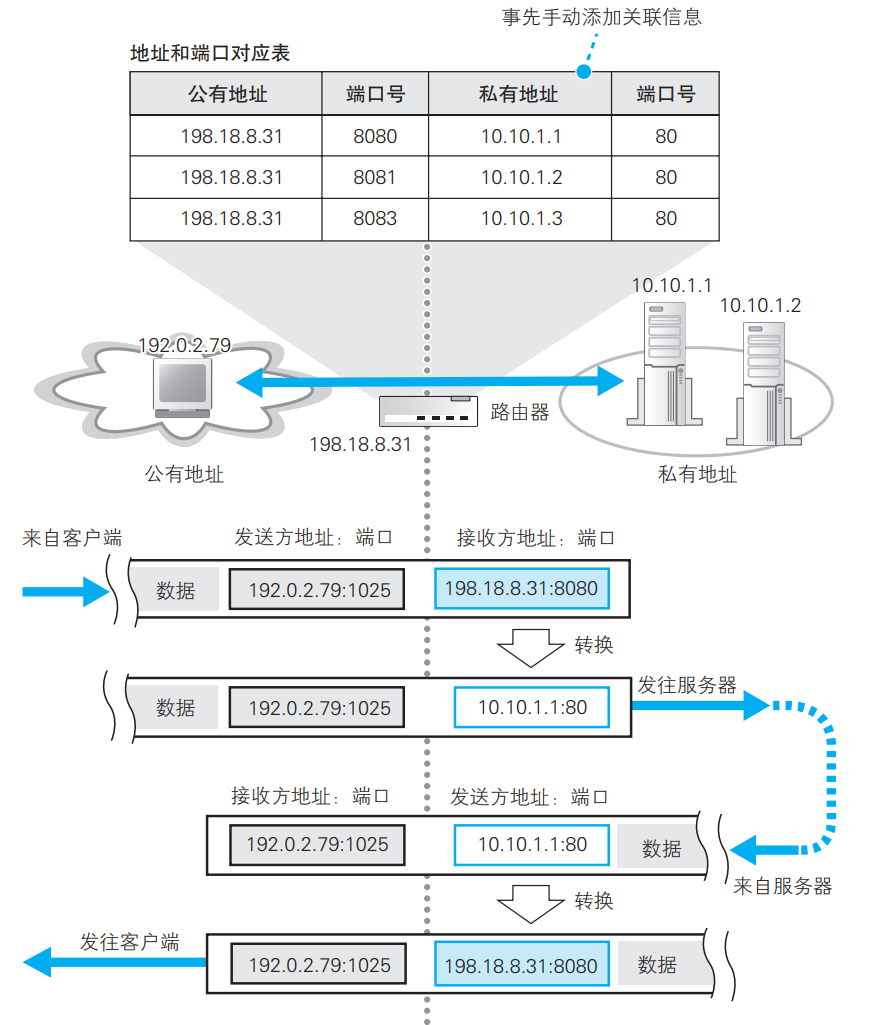 事先手动添加关联信息
地址和端口对应表
公有地址 端口号 私有地址 端口号
198.18.8.31 8080 10.10.1.1 80
198.18.8.31 8081 10.10.1.2 80
198.18.8.31 8083 10.10.1.3 80
10.10.1.1
10.10.1.2
192.0.2.79
路由器
198.18.8.31
公有地址
私有地址
来自客户端
发送方地址：端口 接收方地址：端口
数据 192.0.2.79:1025 198.18.8.31:8080
转换
发往服务器
数据 192.0.2.79:1025 10.10.1.1:80
接收方地址：端口 发送方地址：端口
192.0.2.79:1025 10.10.1.1:80 数据
来自服务器
转换
发往客户端
192.0.2.79:1025 198.18.8.31:8080 数据